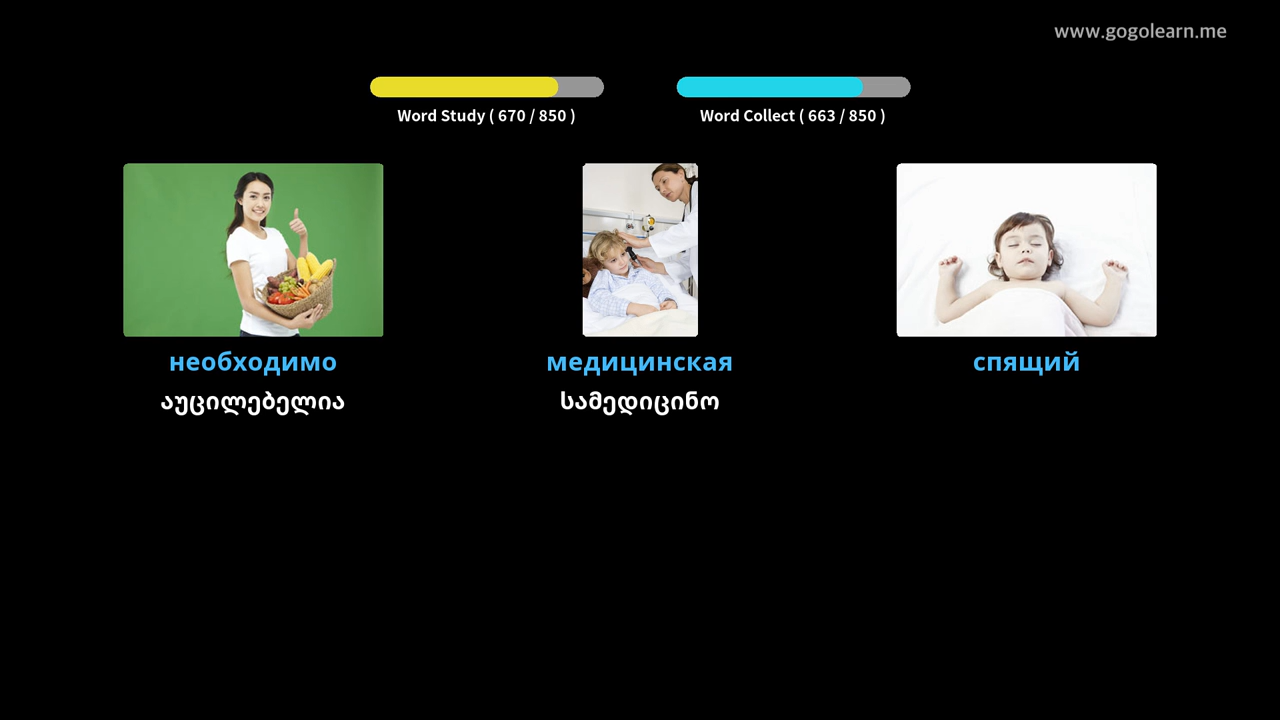 www.gogolearn.me
Word Study ( 670 / 850 )
Word Collect ( 663 / 850 )
необходимо
медицинская
спящий
აუცილებელია
სამედიცინო